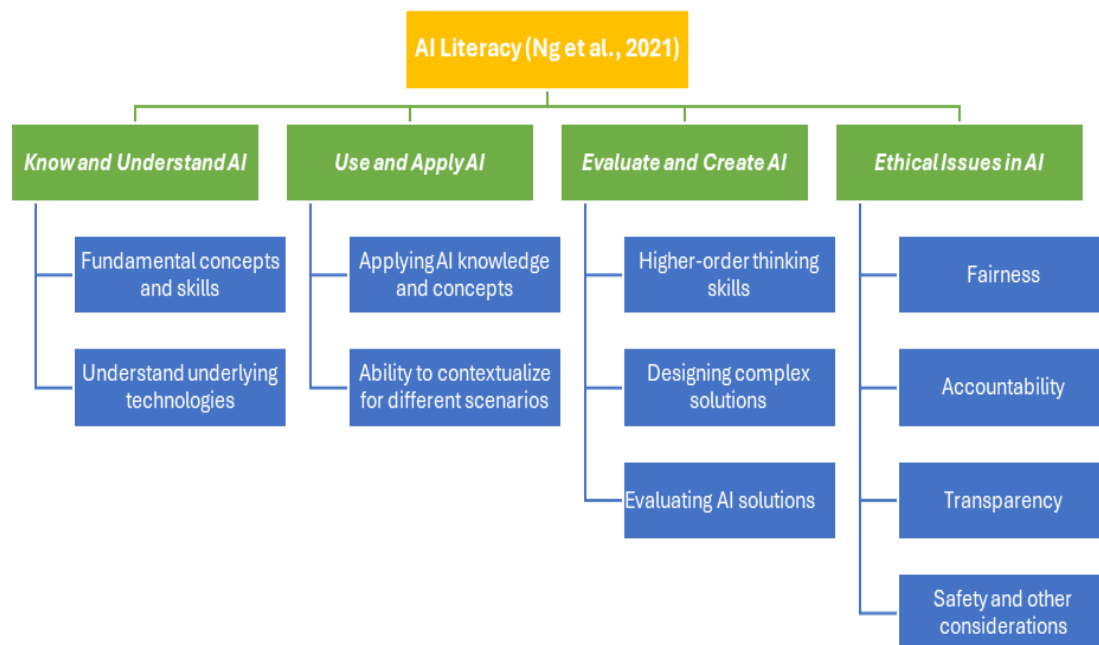 AI Literacy (Ng et al., 2021)
Know and Understand AI
Fundamental concepts
and skills
Understand underlying
technologies
Use and Apply AI
Applying AI knowledge
and concepts
Ability to contextualize
for different scenarios
Evaluate and Create AI
Higher-order thinking
skills
Designing complex
solutions
Evaluating AI solutions
Ethical Issues in AI
Fairness
Accountability
Transparency
Safety and other
considerations